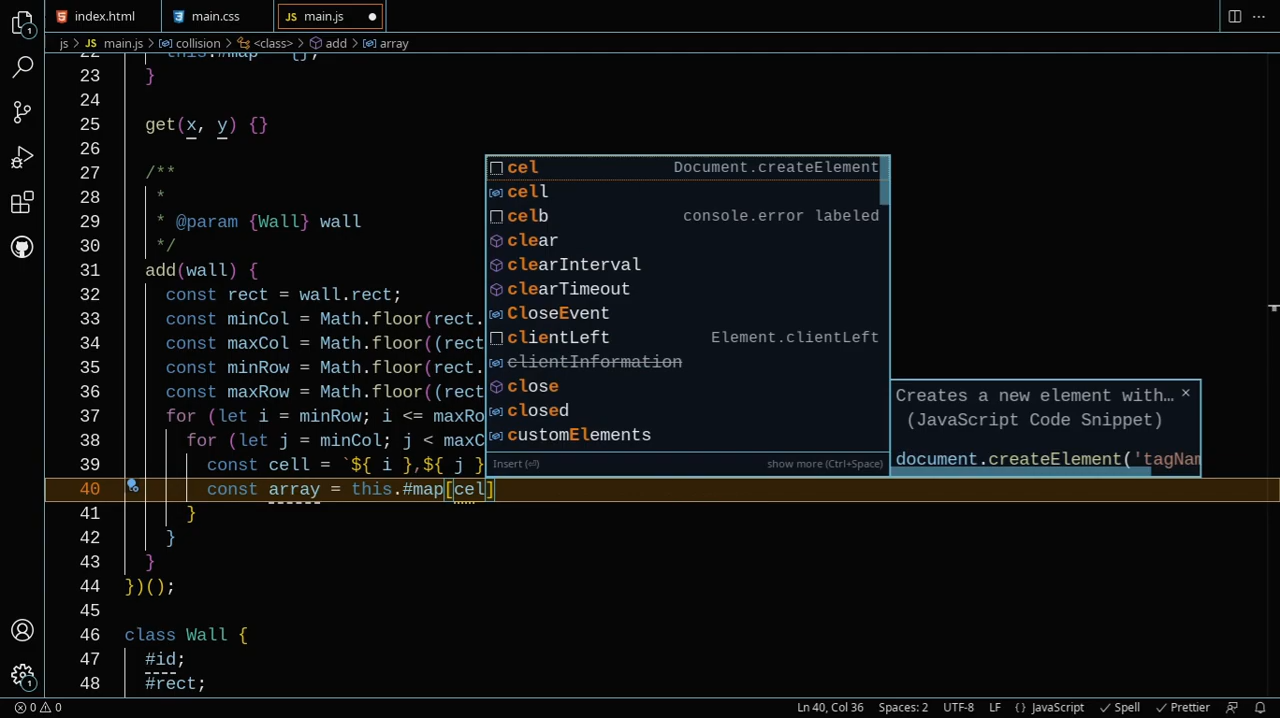 index.html
main.css
JS main.js
js > JS main.js > collision > <class> > add > array
23 }
24
25 get(x, y) {}
26
27 /**
28 *
29 * @param {Wall} wall
30 */
31 add(wall) {
32 const rect = wall.rect;
33 const minCol = Math.floor(rect.
34 const maxCol = Math.floor((rect
35 const minRow = Math.floor(rect.
36 const maxRow = Math.floor((rect
37 for (let i = minRow; i <= maxRo
38 for (let j = minCol; j < maxC
39 const cell = `${ i },${ j }
40 const array = this.#map[cel]
41 }
42 }
43 }
44 })();
45
46 class Wall {
47 #id;
48 #rect;
cel Document.createElement
cell
celb console.error labeled
clear
clearInterval
clearTimeout
CloseEvent
clientLeft Element.clientLeft
clientInformation
close
closed
customElements
Insert (⏎) show more (Ctrl+Space)
Creates a new element with… ×
(JavaScript Code Snippet)
document.createElement('tagNam
0 0 Ln 40, Col 36 Spaces: 2 UTF-8 LF {} JavaScript Spell Prettier